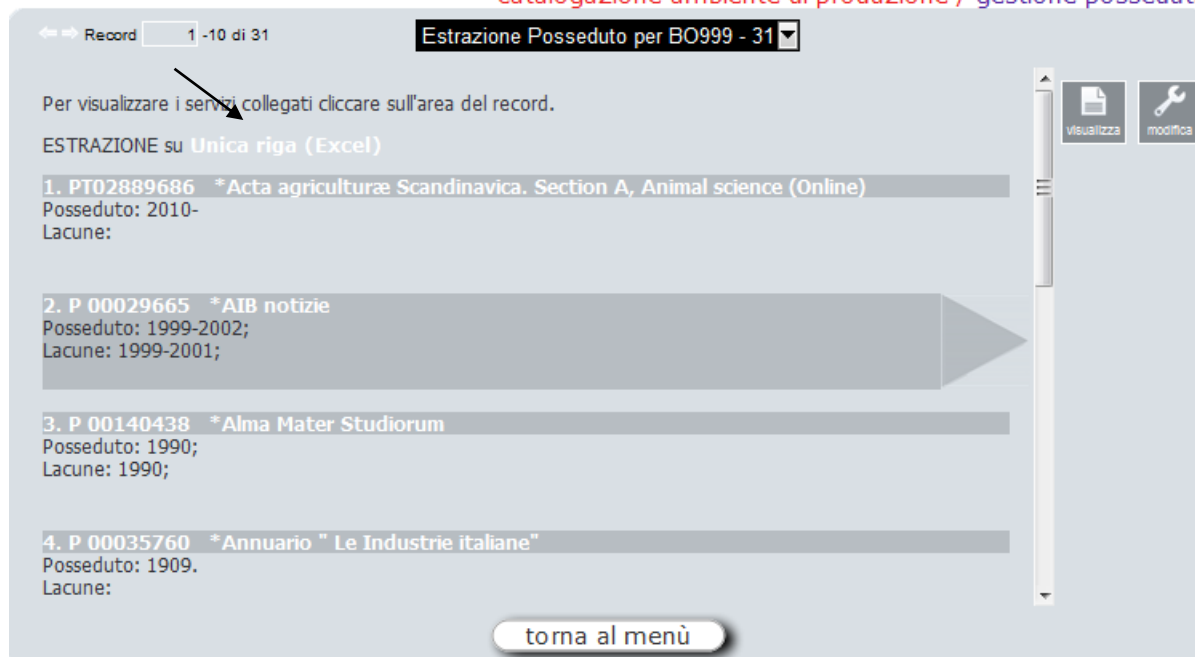 catalogazione ambiente di produzione / gestione possedut
Record 1 -10 di 31
Estrazione Posseduto per BO999 - 31
Per visualizzare i servizi collegati cliccare sull'area del record.
visualizza
modifica
ESTRAZIONE su Unica riga (Excel)
1. PT02889686 *Acta agriculturæ Scandinavica. Section A, Animal science (Online)
Posseduto: 2010-
Lacune:
2. P 00029665 *AIB notizie
Posseduto: 1999-2002;
Lacune: 1999-2001;
3. P 00140438 *Alma Mater Studiorum
Posseduto: 1990;
Lacune: 1990;
4. P 00035760 *Annuario " Le Industrie italiane"
Posseduto: 1909.
Lacune:
torna al menù